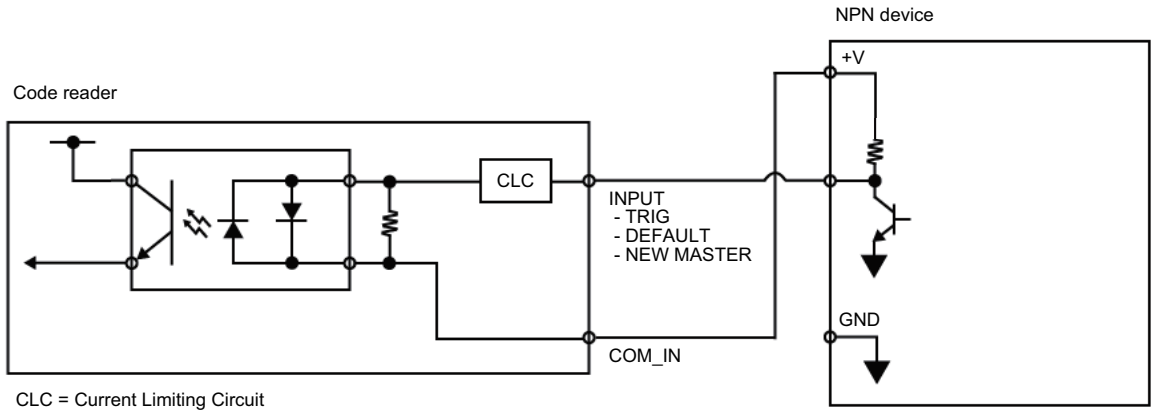 NPN device
+V
Code reader
CLC
INPUT
- TRIG
- DEFAULT
- NEW MASTER
GND
COM_IN
CLC = Current Limiting Circuit